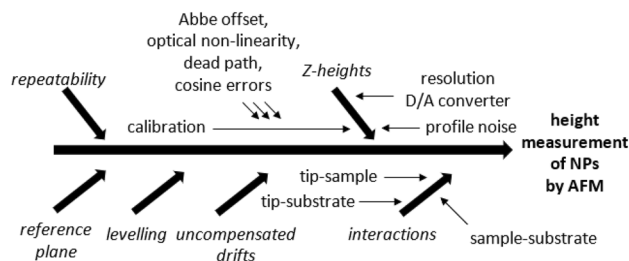 Abbe offset,
optical non-linearity,
dead path,
cosine errors
repeatability
Z-heights
resolution
D/A converter
calibration
profile noise
height
measurement
of NPs
by AFM
tip-sample
tip-substrate
reference
plane
levelling
uncompensated
drifts
interactions
sample-substrate